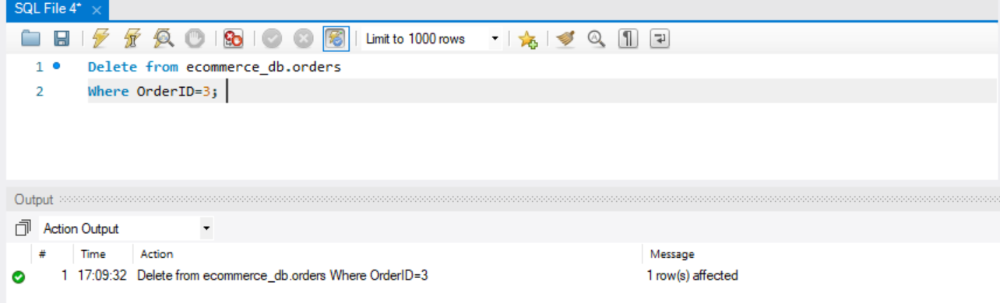 SQL File 4*
Limit to 1000 rows
1 Delete from ecommerce_db.orders
2 Where OrderID=3;
Output
Action Output
# Time Action Message
1 17:09:32 Delete from ecommerce_db.orders Where OrderID=3 1 row(s) affected